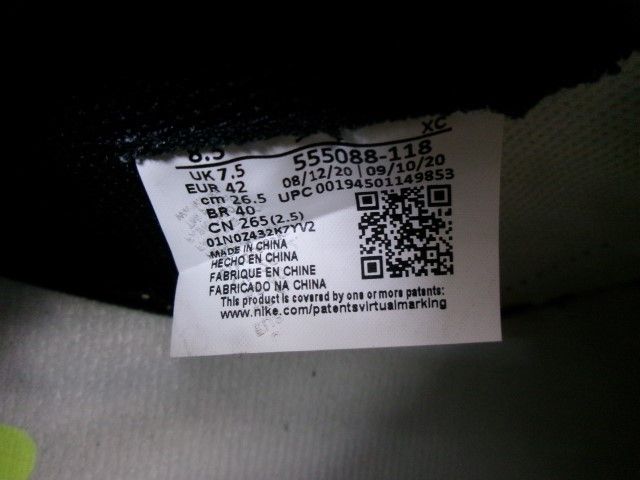 8.5
XC
UK 7.5
555088-118
EUR 42
08/12/20 | 09/10/20
cm 26.5
UPC 00194501149853
BR 40
CN 265(2.5)
01N0Z432K7YV2
MADE IN CHINA
HECHO EN CHINA
FABRIQUE EN CHINE
FABRICADO NA CHINA
This product is covered by one or more patents:
www.nike.com/patentsvirtualmarking